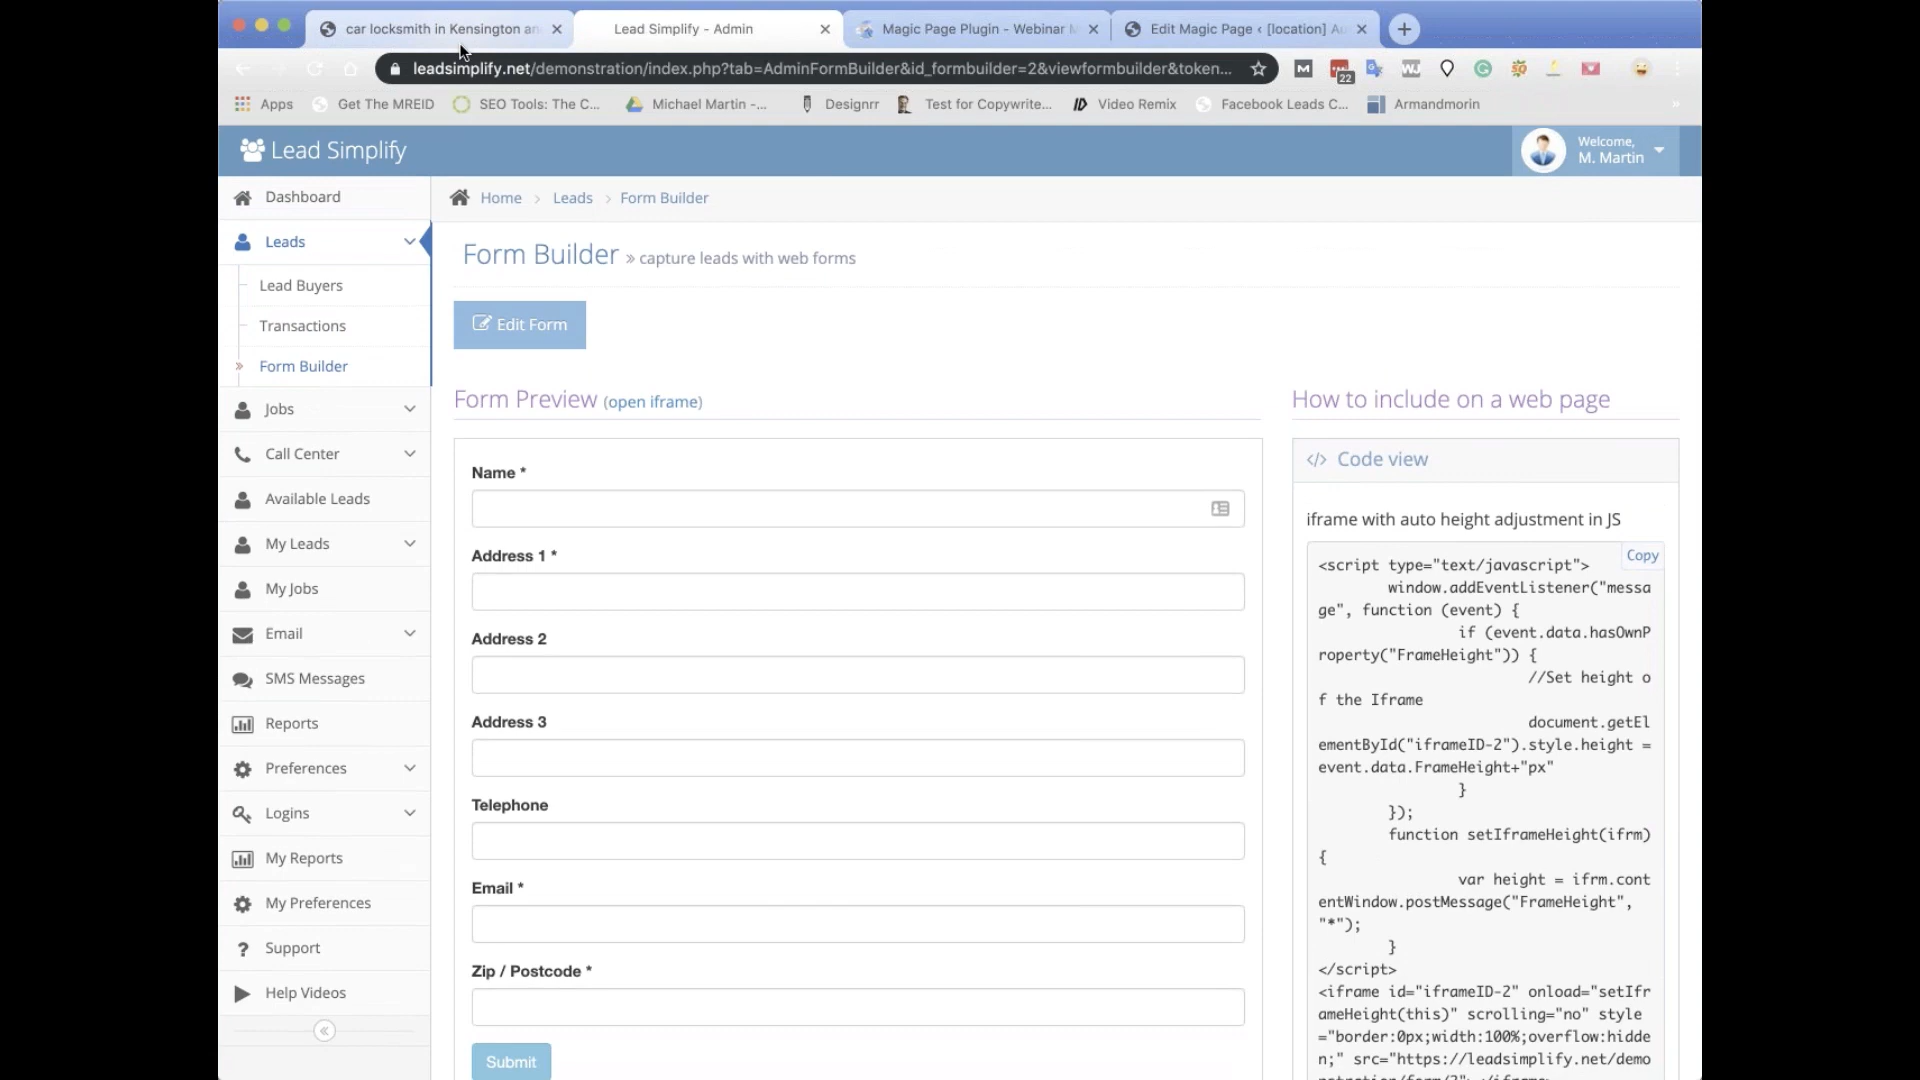 car locksmith in Kensington an
Lead Simplify - Admin
Magic Page Plugin - Webinar
Edit Magic Page ‹ [location] Au
leadsimplify.net/demonstration/index.php?tab=AdminFormBuilder&id_formbuilder=2&viewformbuilder&token...
22
Apps
Get The MREID
SEO Tools: The C...
Michael Martin -...
Designrr
Test for Copywrite...
Video Remix
Facebook Leads C...
Armandmorin
Lead Simplify
Welcome,
M. Martin
Dashboard
Leads
Lead Buyers
Transactions
Form Builder
Jobs
Call Center
Available Leads
My Leads
My Jobs
Email
SMS Messages
Reports
Preferences
Logins
My Reports
My Preferences
Support
Help Videos
Home > Leads > Form Builder
Form Builder » capture leads with web forms
Edit Form
Form Preview (open iframe)
Name *
Address 1 *
Address 2
Address 3
Telephone
Email *
Zip / Postcode *
Submit
How to include on a web page
</> Code view
iframe with auto height adjustment in JS
Copy
<script type="text/javascript">
window.addEventListener("messa
ge", function (event) {
if (event.data.hasOwnP
roperty("FrameHeight")) {
//Set height o
f the Iframe
document.getEl
ementById("iframeID-2").style.height =
event.data.FrameHeight+"px"
}
});
function setIframeHeight(ifrm)
{
var height = ifrm.cont
entWindow.postMessage("FrameHeight",
"*");
}
</script>
<iframe id="iframeID-2" onload="setIfr
ameHeight(this)" scrolling="no" style
="border:0px;width:100%;overflow:hidde
n;" src="https://leadsimplify.net/demo